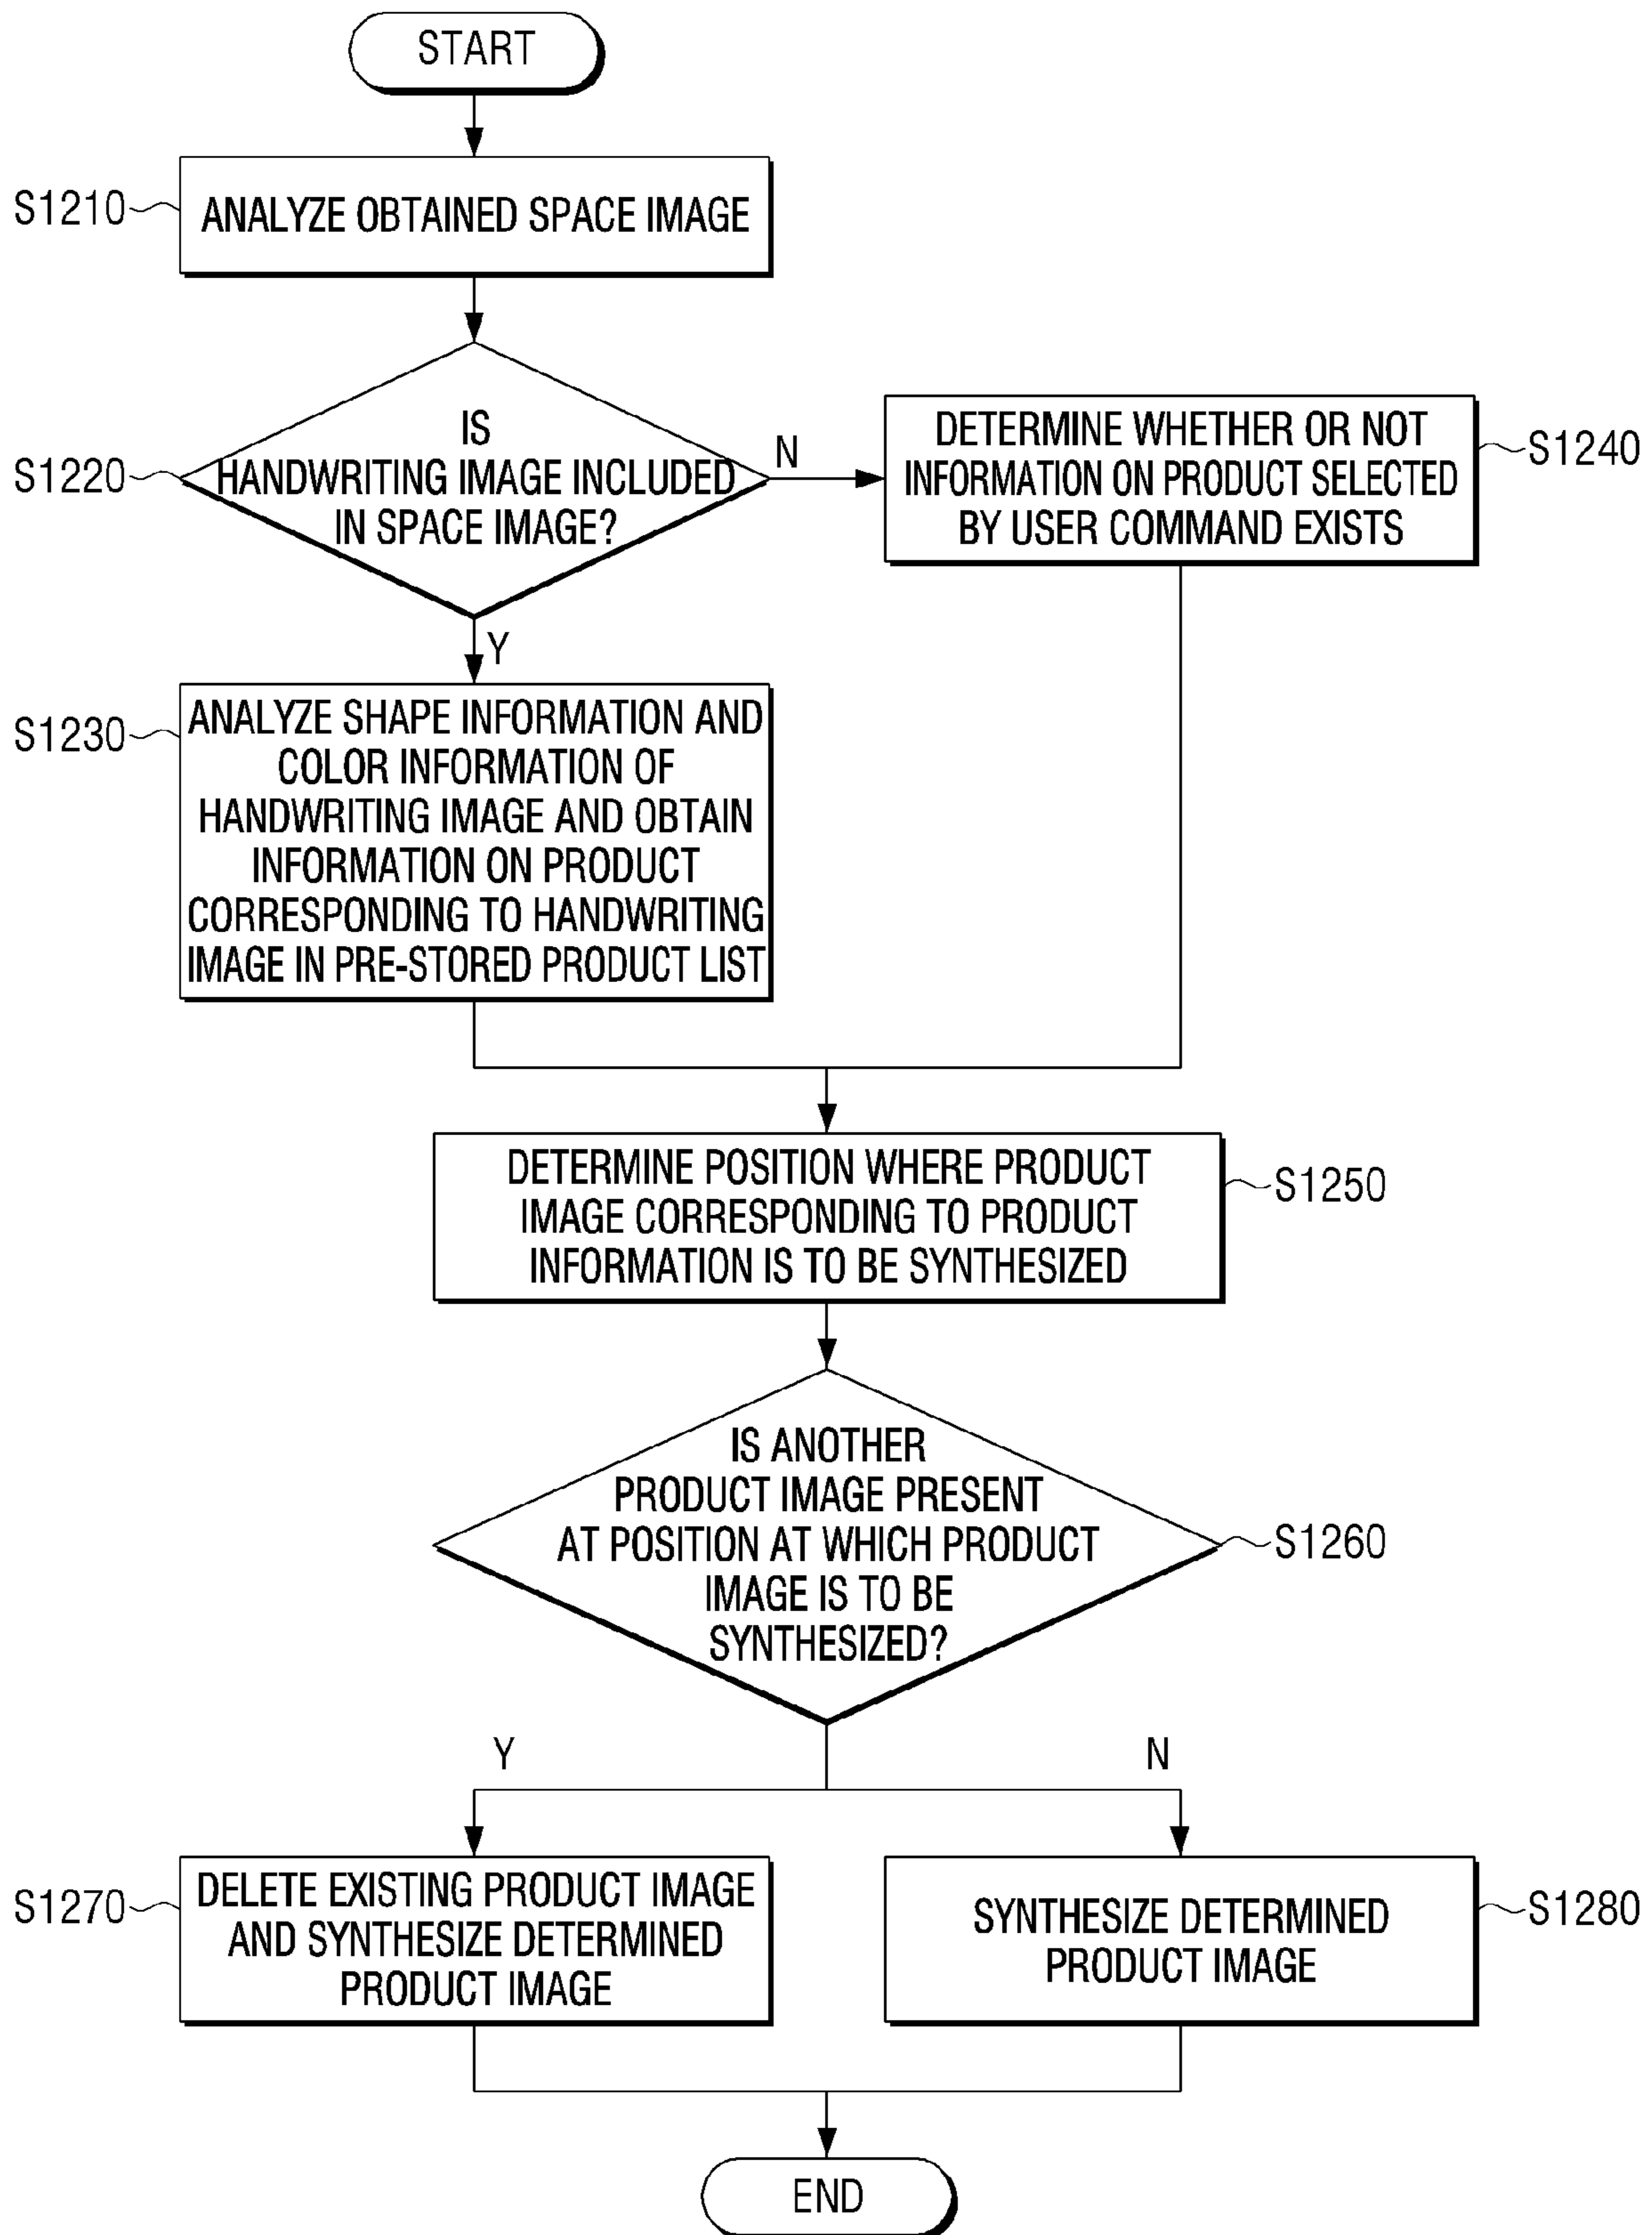 START
S1210
ANALYZE OBTAINED SPACE IMAGE
S1220
IS
HANDWRITING IMAGE INCLUDED
IN SPACE IMAGE?
N
DETERMINE WHETHER OR NOT
INFORMATION ON PRODUCT SELECTED
BY USER COMMAND EXISTS
S1240
Y
S1230
ANALYZE SHAPE INFORMATION AND
COLOR INFORMATION OF
HANDWRITING IMAGE AND OBTAIN
INFORMATION ON PRODUCT
CORRESPONDING TO HANDWRITING
IMAGE IN PRE-STORED PRODUCT LIST
DETERMINE POSITION WHERE PRODUCT
IMAGE CORRESPONDING TO PRODUCT
INFORMATION IS TO BE SYNTHESIZED
S1250
IS ANOTHER
PRODUCT IMAGE PRESENT
AT POSITION AT WHICH PRODUCT
IMAGE IS TO BE
SYNTHESIZED?
S1260
Y
N
S1270
DELETE EXISTING PRODUCT IMAGE
AND SYNTHESIZE DETERMINED
PRODUCT IMAGE
SYNTHESIZE DETERMINED
PRODUCT IMAGE
S1280
END